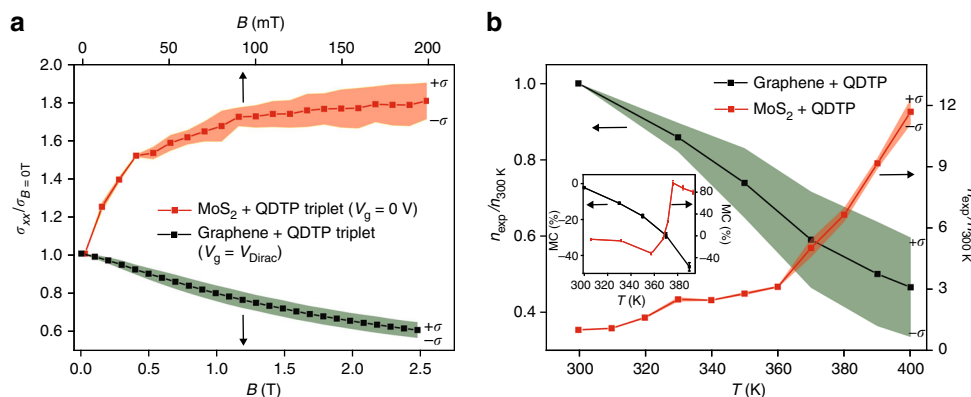 a
B (mT)
0 50 100 150 200
2.0
1.8
1.6
1.4
1.2
1.0
0.8
0.6
σxx/σB = 0T
+σ
−σ
MoS2 + QDTP triplet (Vg = 0 V)
Graphene + QDTP triplet
(Vg = VDirac)
+σ
−σ
0.0 0.5 1.0 1.5 2.0 2.5
B (T)
b
1.0
0.8
0.6
0.4
nexp/n300 K
Graphene + QDTP
MoS2 + QDTP
+σ
−σ
12
9
6
3
0
300 K
+σ
−σ
0
−20
−40
MC (%)
80
40
0
−40
MC (%)
300 320 340 360 380
T (K)
300 320 340 360 380 400
T (K)